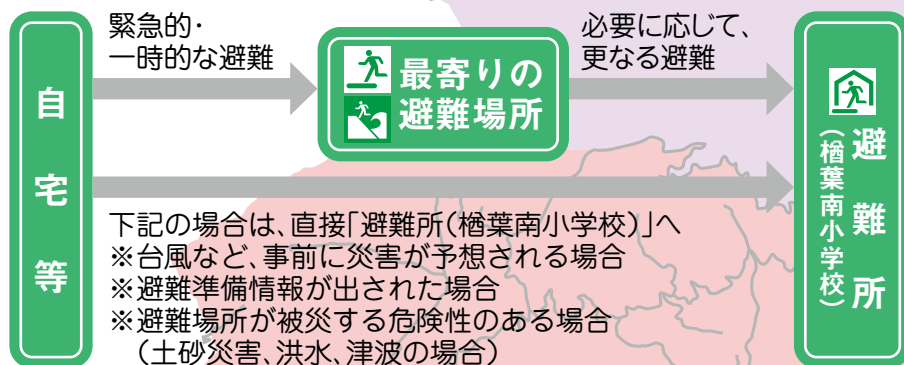 自宅等
緊急的・
一時的な避難
最寄りの
避難場所
必要に応じて、
更なる避難
避難所
（楢葉南小学校）
下記の場合は、直接「避難所（楢葉南小学校）」へ
※台風など、事前に災害が予想される場合
※避難準備情報が出された場合
※避難場所が被災する危険性のある場合
（土砂災害、洪水、津波の場合）